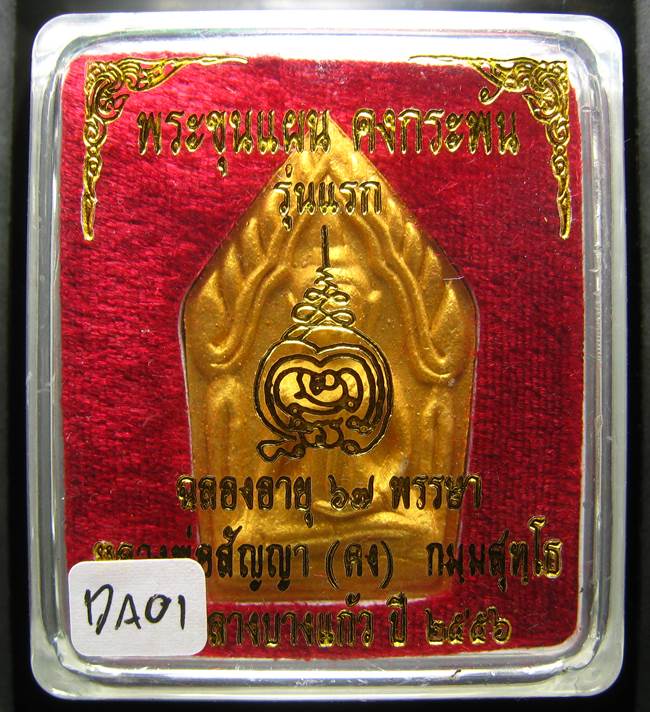 พระขุนแผน คงกระพัน
รุ่นแรก
ฉลองอายุ ๖๗ พรรษา
หลวงพ่อสัญญา (คง) กมฺมสุทฺโธ
กลางบางแก้ว ปี ๒๕๕๖
DA01